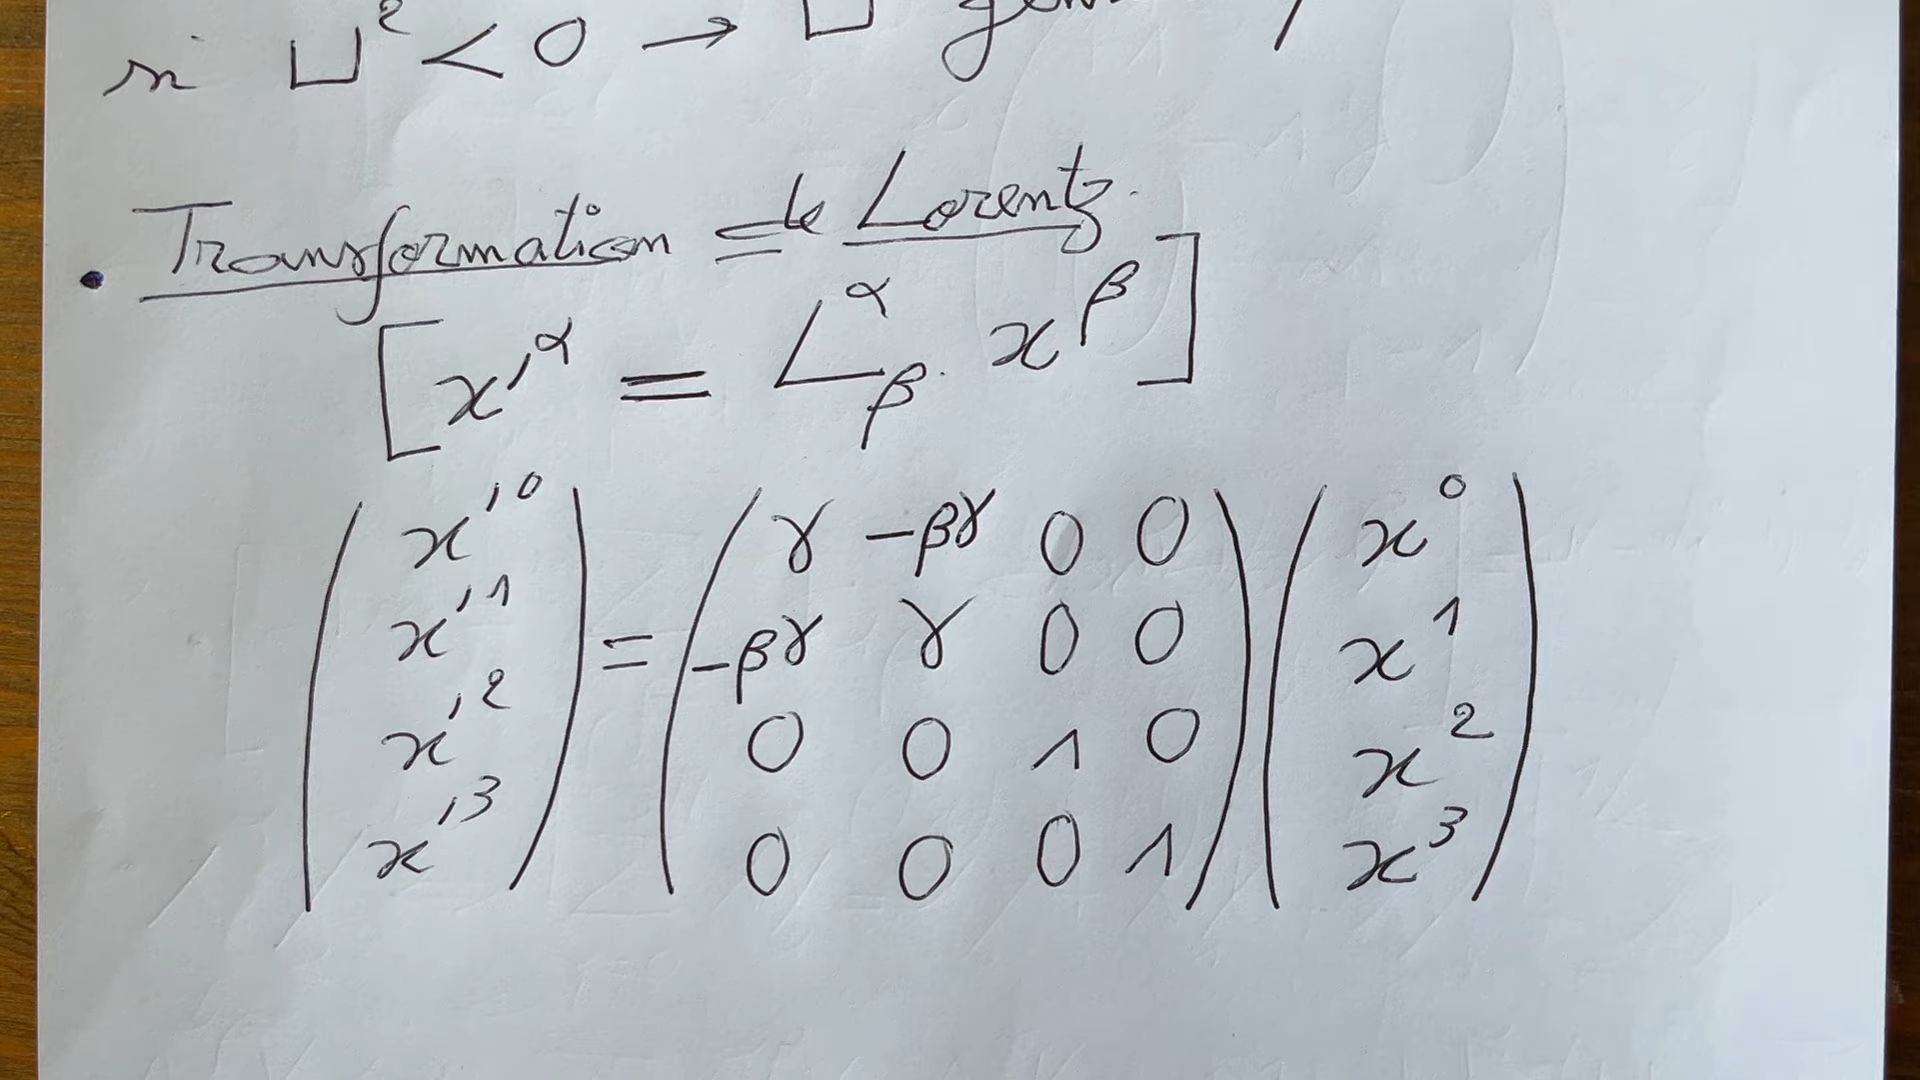 si ⊔² < 0 → ⊔ gen
. Transformation de Lorentz.
[x'^α = L^α_β. x^β]
(x'^0) = (γ -βγ 0 0) (x^0)
(x'^1) (-βγ γ 0 0) (x^1)
(x'^2) (0 0 1 0) (x^2)
(x'^3) (0 0 0 1) (x^3)